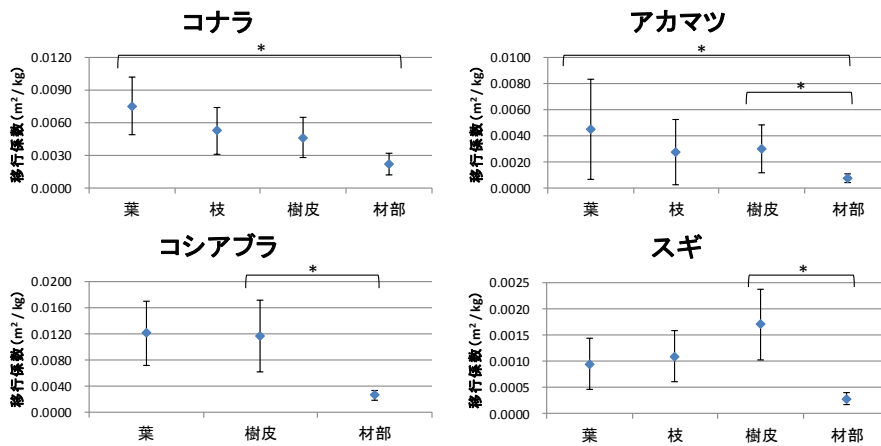 コナラ
移行係数(m²/kg)
0.0120
0.0090
0.0060
0.0030
0.0000
*
葉 枝 樹皮 材部
アカマツ
移行係数(m²/kg)
0.0100
0.0080
0.0060
0.0040
0.0020
0.0000
*
*
葉 枝 樹皮 材部
コシアブラ
移行係数(m²/kg)
0.0200
0.0160
0.0120
0.0080
0.0040
0.0000
*
葉 樹皮 材部
スギ
移行係数(m²/kg)
0.0025
0.0020
0.0015
0.0010
0.0005
0.0000
*
葉 枝 樹皮 材部